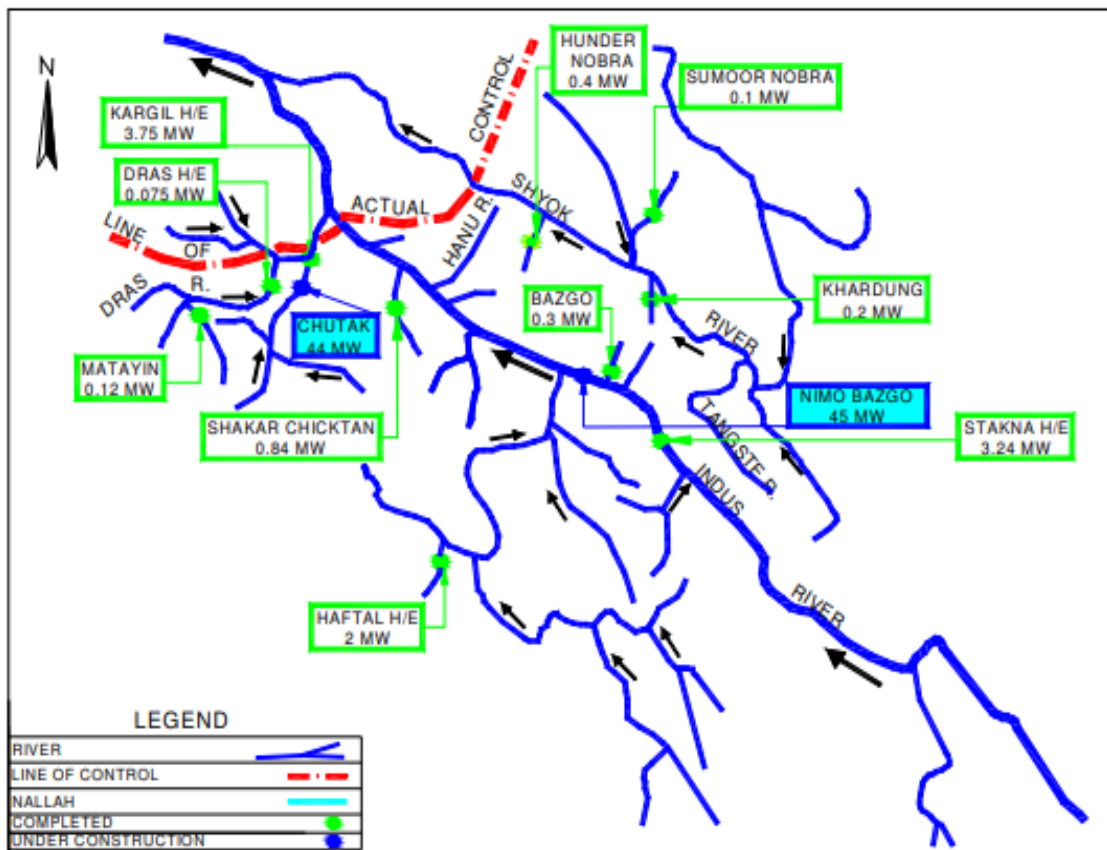 N
HUNDER
NOBRA
0.4 MW
SUMOOR NOBRA
0.1 MW
KARGIL H/E
3.75 MW
DRAS H/E
0.075 MW
LINE
OF
ACTUAL
CONTROL
DRAS
R.
HANU R.
SHYOK
RIVER
MATAYIN
0.12 MW
CHUTAK
44 MW
BAZGO
0.3 MW
KHARDUNG
0.2 MW
SHAKAR CHICKTAN
0.84 MW
NIMO BAZGO
45 MW
TANGSTE R.
STAKNA H/E
3.24 MW
INDUS
RIVER
HAFTAL H/E
2 MW
LEGEND
RIVER
LINE OF CONTROL
NALLAH
COMPLETED
UNDER CONSTRUCTION